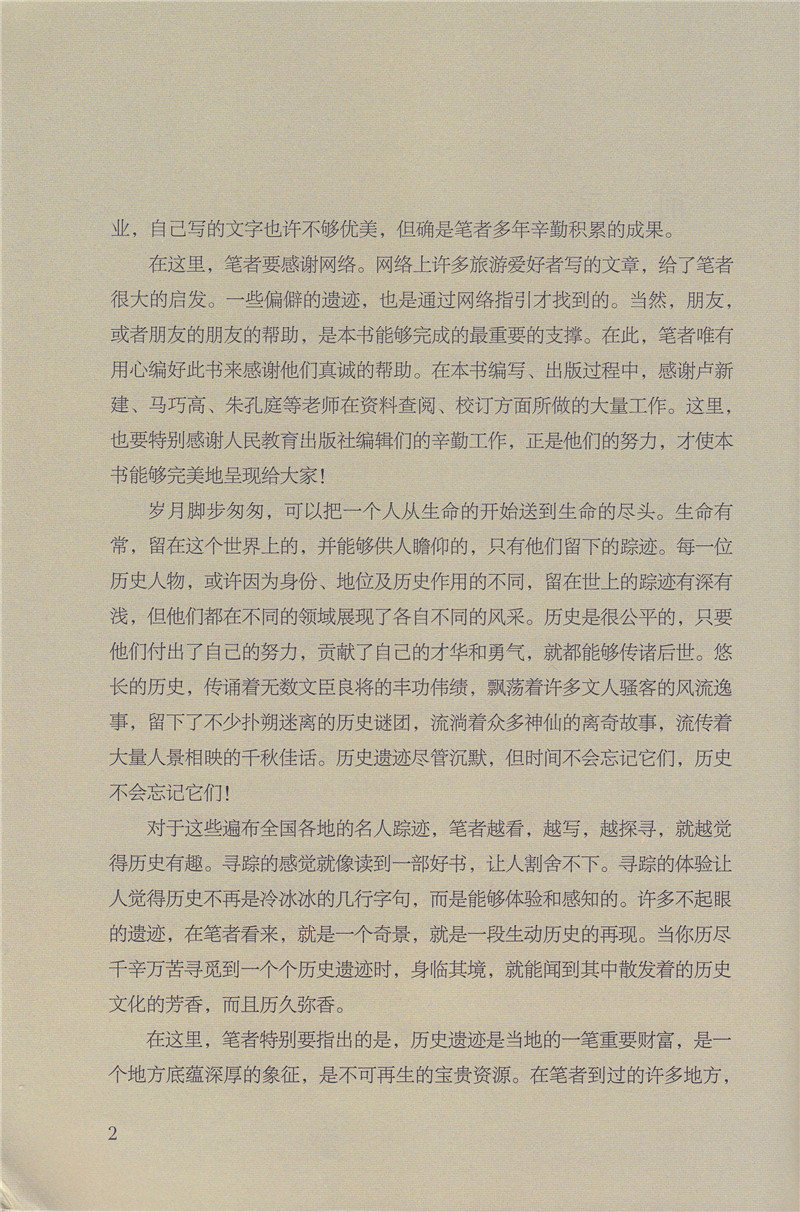 业，自己写的文字也许不够优美，但确是笔者多年辛勤积累的成果。
在这里，笔者要感谢网络。网络上许多旅游爱好者写的文章，给了笔者
很大的启发。一些偏僻的遗迹，也是通过网络指引才找到的。当然，朋友，
或者朋友的朋友的帮助，是本书能够完成的最重要的支撑。在此，笔者唯有
用心编好此书来感谢他们真诚的帮助。在本书编写、出版过程中，感谢卢新
建、马巧高、朱孔庭等老师在资料查阅、校订方面所做的大量工作。这里，
也要特别感谢人民教育出版社编辑们的辛勤工作，正是他们的努力，才使本
书能够完美地呈现给大家！
岁月脚步匆匆，可以把一个人从生命的开始送到生命的尽头。生命有
常，留在这个世界上的，并能够供人瞻仰的，只有他们留下的踪迹。每一位
历史人物，或许因为身份、地位及历史作用的不同，留在世上的踪迹有深有
浅，但他们都在不同的领域展现了各自不同的风采。历史是很公平的，只要
他们付出了自己的努力，贡献了自己的才华和勇气，就都能够传诸后世。悠
长的历史，传诵着无数文臣良将的丰功伟绩，飘荡着许多文人骚客的风流逸
事，留下了不少扑朔迷离的历史谜团，流淌着众多神仙的离奇故事，流传着
大量人景相映的千秋佳话。历史遗迹尽管沉默，但时间不会忘记它们，历史
不会忘记它们！
对于这些遍布全国各地的名人踪迹，笔者越看，越写，越探寻，就越觉
得历史有趣。寻踪的感觉就像读到一部好书，让人割舍不下。寻踪的体验让
人觉得历史不再是冷冰冰的几行字句，而是能够体验和感知的。许多不起眼
的遗迹，在笔者看来，就是一个奇景，就是一段生动历史的再现。当你历尽
千辛万苦寻觅到一个个历史遗迹时，身临其境，就能闻到其中散发着的历史
文化的芳香，而且历久弥香。
在这里，笔者特别要指出的是，历史遗迹是当地的一笔重要财富，是一
个地方底蕴深厚的象征，是不可再生的宝贵资源。在笔者到过的许多地方，
2